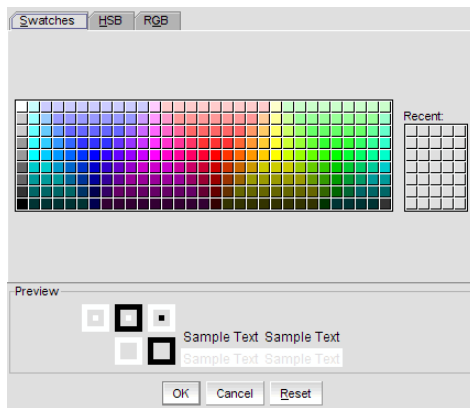 Swatches HSB RGB
Recent:
Preview
Sample Text Sample Text
Sample Text Sample Text
OK Cancel Reset